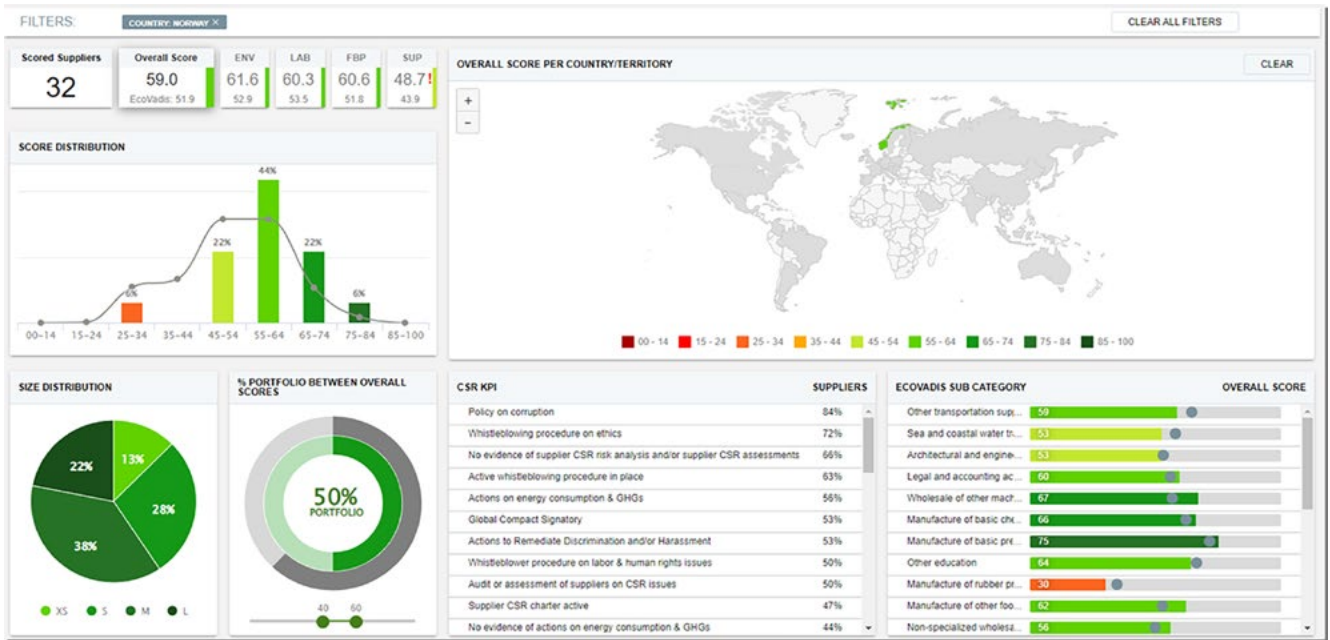 FILTERS:
COUNTRY: NORWAY ×
CLEAR ALL FILTERS
Scored Suppliers
32
Overall Score
59.0
EcoVadis: 51.9
ENV
61.6
52.9
LAB
60.3
53.5
FBP
60.6
51.8
SUP
48.7!
43.9
OVERALL SCORE PER COUNTRY/TERRITORY
CLEAR
+
−
SCORE DISTRIBUTION
44%
22%
22%
6%
6%
00-14 15-24 25-34 35-44 45-54 55-64 65-74 75-84 85-100
00 - 14 15 - 24 25 - 34 35 - 44 45 - 54 55 - 64 65 - 74 75 - 84 85 - 100
SIZE DISTRIBUTION
22%
13%
28%
38%
XS S M L
% PORTFOLIO BETWEEN OVERALL
SCORES
50%
PORTFOLIO
40 60
CSR KPI SUPPLIERS
Policy on corruption 84%
Whistleblowing procedure on ethics 72%
No evidence of supplier CSR risk analysis and/or supplier CSR assessments 66%
Active whistleblowing procedure in place 63%
Actions on energy consumption & GHGs 56%
Global Compact Signatory 53%
Actions to Remediate Discrimination and/or Harassment 53%
Whistleblower procedure on labor & human rights issues 50%
Audit or assessment of suppliers on CSR issues 50%
Supplier CSR charter active 47%
No evidence of actions on energy consumption & GHGs 44%
ECOVADIS SUB CATEGORY OVERALL SCORE
Other transportation sup... 59
Sea and coastal water tr... 53
Architectural and engine... 53
Legal and accounting ac... 60
Wholesale of other mach... 67
Manufacture of basic che... 66
Manufacture of basic pre... 75
Other education 64
Manufacture of rubber pr... 30
Manufacture of other foo... 62
Non-specialized wholesa... 56